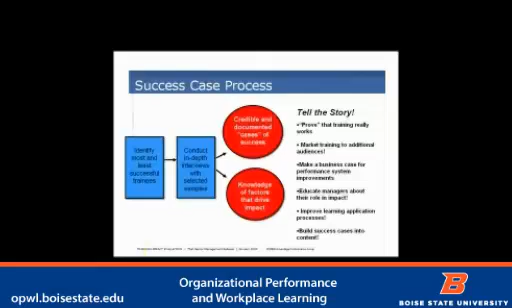 Success Case Process
Identify
most and
least
successful
trainees
Conduct
in-depth
interviews
with
selected
samples
Credible and
documented
"cases" of
success
Knowledge
of factors
that drive
impact
Tell the Story!
•"Prove" that training really
works
• Market training to additional
audiences!
•Make a business case for
performance system
improvements
•Educate managers about
their role in impact!
• Improve learning application
processes!
•Build success cases into
content!
opwl.boisestate.edu
Organizational Performance
and Workplace Learning
B
BOISE STATE UNIVERSITY